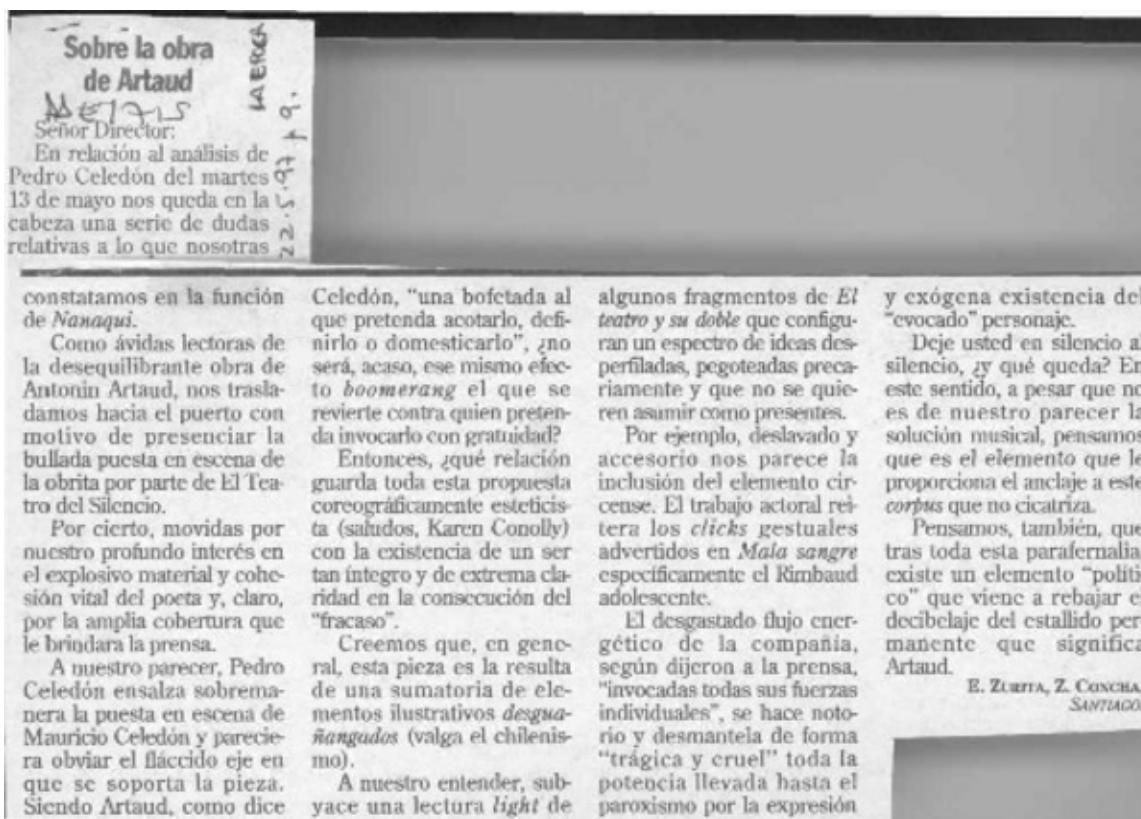 Sobre la obra
de Artaud
LA EPOCA
22.5.97 p 9.
Señor Director:
En relación al análisis de
Pedro Celedón del martes
13 de mayo nos queda en la
cabeza una serie de dudas
relativas a lo que nosotras
constatamos en la función
de Nanaqui.
Como ávidas lectoras de
la desequilibrante obra de
Antonin Artaud, nos trasla-
damos hacia el puerto con
motivo de presenciar la
bullada puesta en escena de
la obrita por parte de El Tea-
tro del Silencio.
Por cierto, movidas por
nuestro profundo interés en
el explosivo material y cohe-
sión vital del poeta y, claro,
por la amplia cobertura que
le brindara la prensa.
A nuestro parecer, Pedro
Celedón ensalza sobrema-
nera la puesta en escena de
Mauricio Celedón y parecie-
ra obviar el fláccido eje en
que se soporta la pieza.
Siendo Artaud, como dice
Celedón, "una bofetada al
que pretenda acotarlo, defi-
nirlo o domesticarlo", ¿no
será, acaso, ese mismo efec-
to boomerang el que se
revierte contra quien preten-
da invocarlo con gratuidad?
Entonces, ¿qué relación
guarda toda esta propuesta
coreográficamente esteticis-
ta (saludos, Karen Conolly)
con la existencia de un ser
tan íntegro y de extrema cla-
ridad en la consecución del
"fracaso".
Creemos que, en gene-
ral, esta pieza es la resulta
de una sumatoria de ele-
mentos ilustrativos desgua-
ñangados (valga el chilenis-
mo).
A nuestro entender, sub-
yace una lectura light de
algunos fragmentos de El
teatro y su doble que configu-
ran un espectro de ideas des-
perfiladas, pegoteadas preca-
riamente y que no se quie-
ren asumir como presentes.
Por ejemplo, deslavado y
accesorio nos parece la
inclusión del elemento cir-
cense. El trabajo actoral rei-
tera los clicks gestuales
advertidos en Mala sangre
específicamente el Rimbaud
adolescente.
El desgastado flujo ener-
gético de la compañía,
según dijeron a la prensa,
"invocadas todas sus fuerzas
individuales", se hace noto-
rio y desmantela de forma
"trágica y cruel" toda la
potencia llevada hasta el
paroxismo por la expresión
y exógena existencia del
"evocado" personaje.
Deje usted en silencio al
silencio, ¿y qué queda? En
este sentido, a pesar que no
es de nuestro parecer la
solución musical, pensamos
que es el elemento que le
proporciona el anclaje a este
corpus que no cicatriza.
Pensamos, también, que
tras toda esta parafernalia
existe un elemento "políti
co" que viene a rebajar el
decibelaje del estallido per
manente que significa
Artaud.
E. ZURITA, Z. CONCHA,
SANTIAGO.